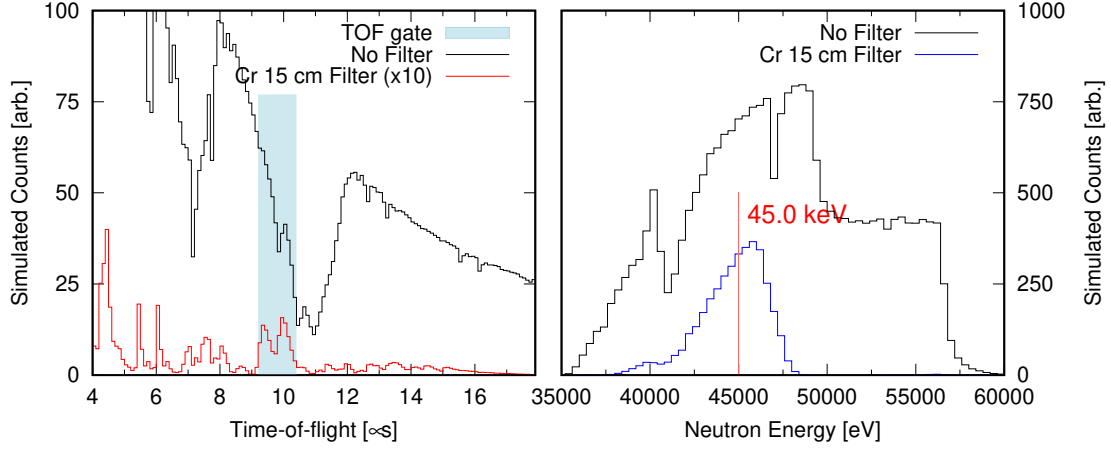 100
75
50
25
0
Simulated Counts [arb.]
TOF gate
No Filter
Cr 15 cm Filter (x10)
4
6
8
10
12
14
16
Time-of-flight [∝s]
No Filter
Cr 15 cm Filter
45.0 keV
1000
750
500
250
0
Simulated Counts [arb.]
35000
40000
45000
50000
55000
60000
Neutron Energy [eV]